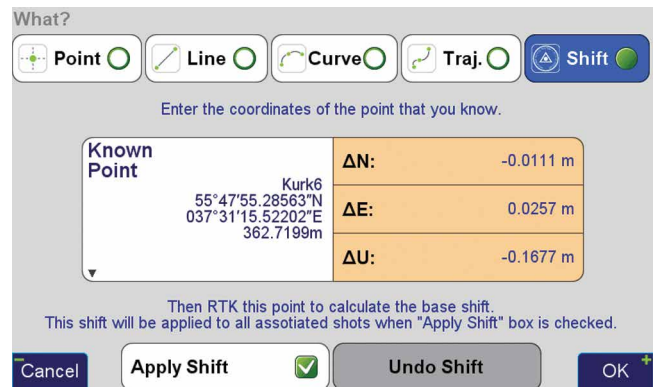 What?
Point Line Curve Traj. Shift
Enter the coordinates of the point that you know.
Known
Point
Kurk6
55°47'55.28563"N
037°31'15.52202"E
362.7199m
ΔN: -0.0111 m
ΔE: 0.0257 m
ΔU: -0.1677 m
Then RTK this point to calculate the base shift.
This shift will be applied to all assotiated shots when "Apply Shift" box is checked.
Cancel Apply Shift Undo Shift OK